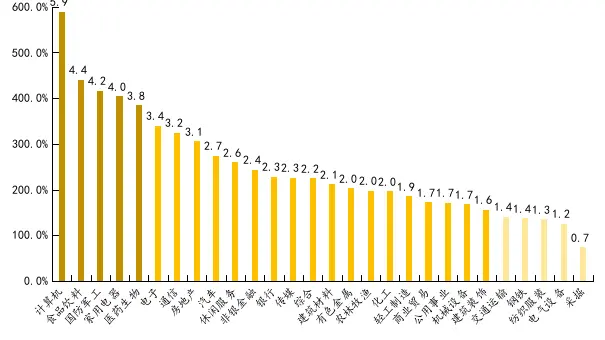 600.0%
500.0%
400.0%
300.0%
200.0%
100.0%
0.0%
5.9
4.4
4.2
4.0
3.8
3.4
3.2
3.1
2.7
2.6
2.4
2.3
2.3
2.2
2.1
2.0
2.0
2.0
1.9
1.7
1.7
1.7
1.6
1.4
1.4
1.3
1.2
0.7
计算机
食品饮料
国防军工
家用电器
医药生物
电子
通信
房地产
汽车
休闲服务
非银金融
银行
传媒
综合
建筑材料
有色金属
农林牧渔
化工
轻工制造
商业贸易
公用事业
机械设备
建筑装饰
交通运输
钢铁
纺织服装
电气设备
采掘